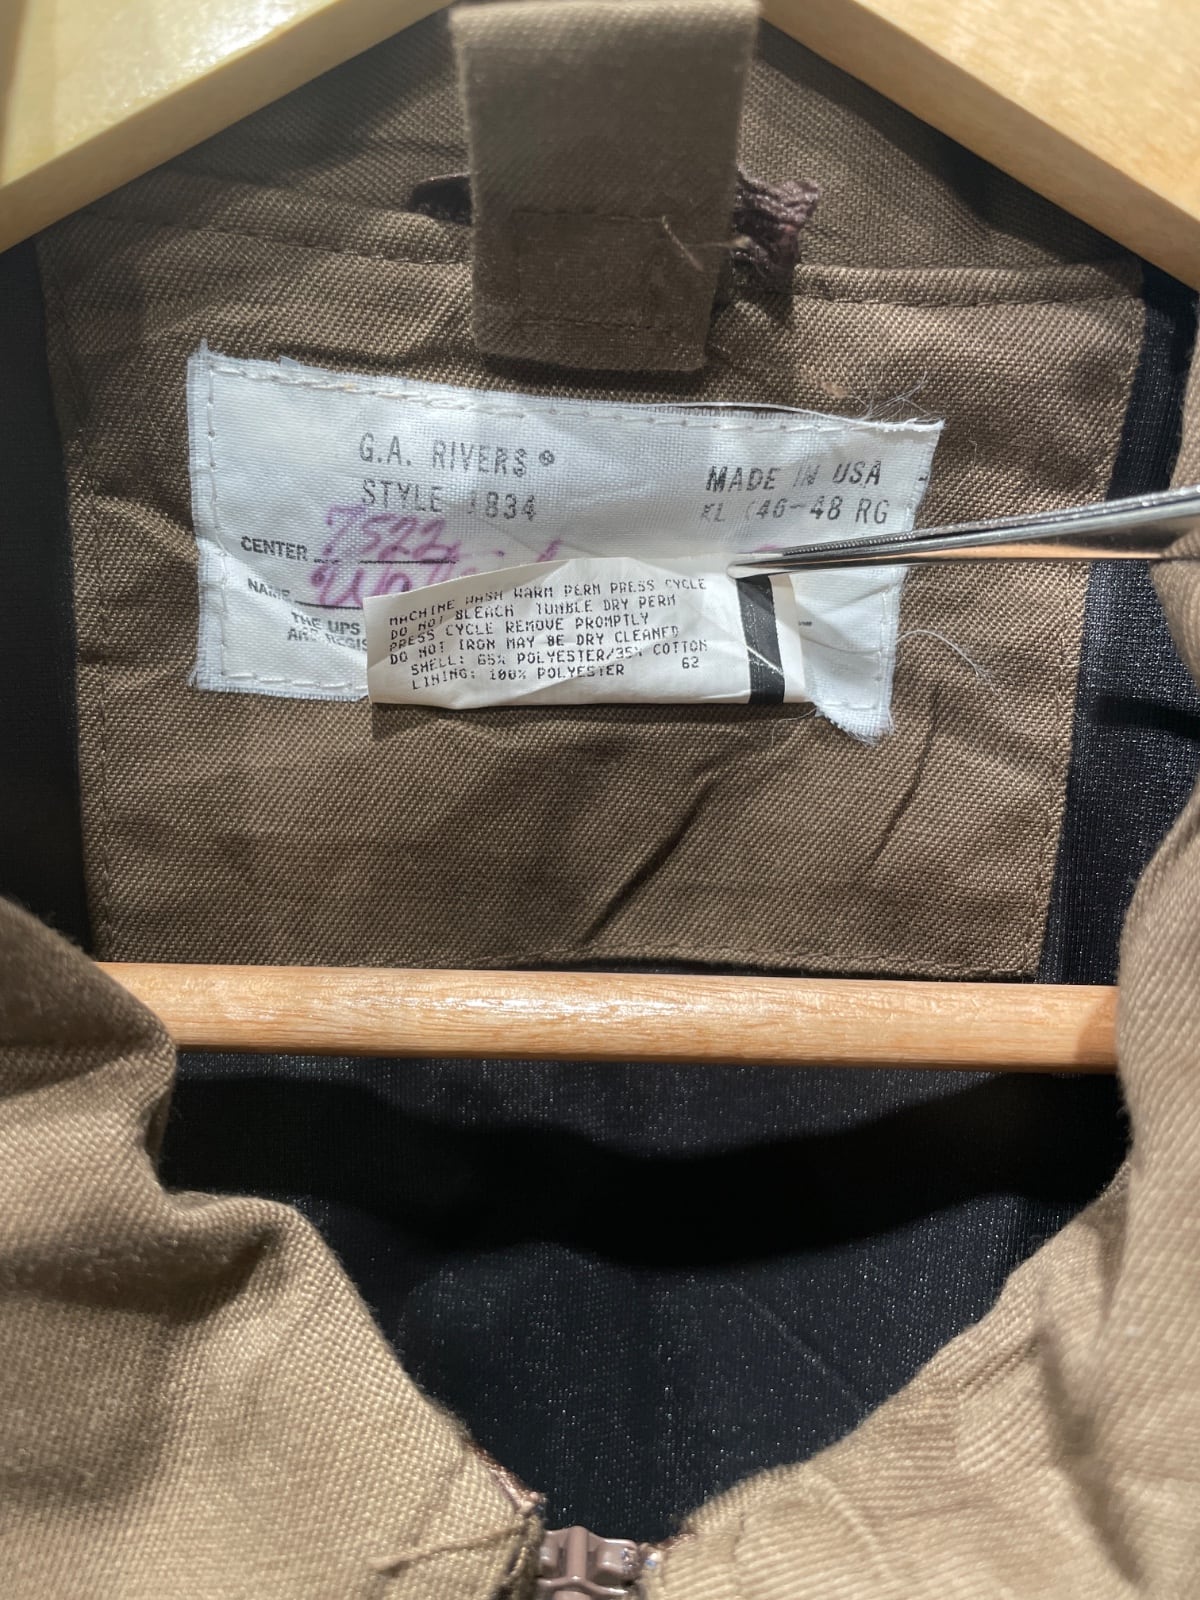 G.A. RIVERS®
STYLE 1834
MADE IN USA
XL (46-48 RG
CENTER 7522
NAME
THE UPS
MACHINE WASH WARM PERM PRESS CYCLE
DO NOT BLEACH TUMBLE DRY PERM
PRESS CYCLE REMOVE PROMPTLY
DO NOT IRON MAY BE DRY CLEANED
SHELL: 65% POLYESTER/35% COTTON
LINING: 100% POLYESTER 62